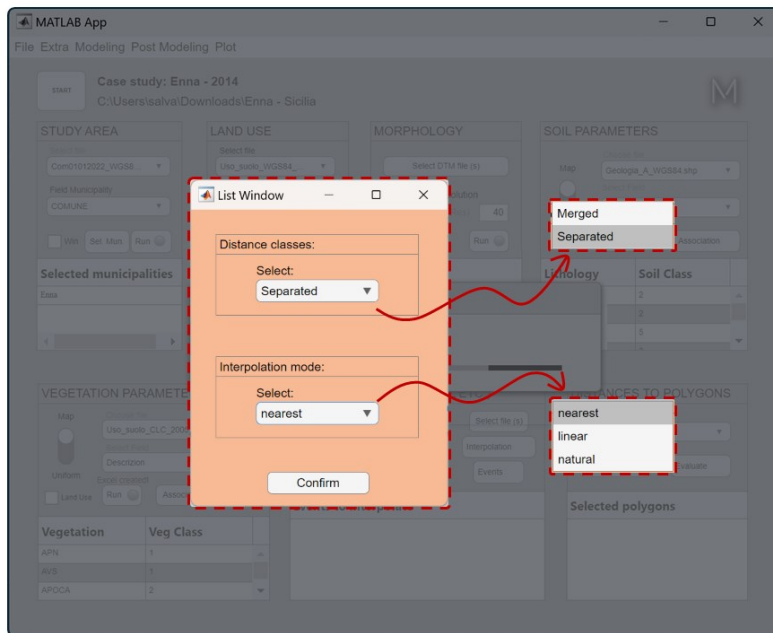 MATLAB App
File Extra Modeling Post Modeling Plot
START
Case study: Enna - 2014
C:\Users\salva\Downloads\Enna - Sicilia
M
STUDY AREA
LAND USE
MORPHOLOGY
SOIL PARAMETERS
Select file
Select file
Com01012022_WGS8...
Uso_suolo_WGS84_
Select DTM file (s)
Map
Geologia_A_WGS84.shp
Field Municipality
COMUNE
40
Win
Sel. Mun.
Run
Run
Association
Selected municipalities
Enna
Lithology
Soil Class
2
2
5
List Window
Distance classes:
Select:
Separated
Interpolation mode:
Select:
nearest
Confirm
Merged
Separated
nearest
linear
natural
VEGETATION PARAMETE
ANCES TO POLYGONS
Map
Uso_suolo_CLC_200
Descrizion
Uniform
Land Use
Run
Assoc
Select file (s)
Interpolation
Events
Evaluate
Vegetation
Veg Class
APN
1
AVS
1
APOCA
2
Selected polygons